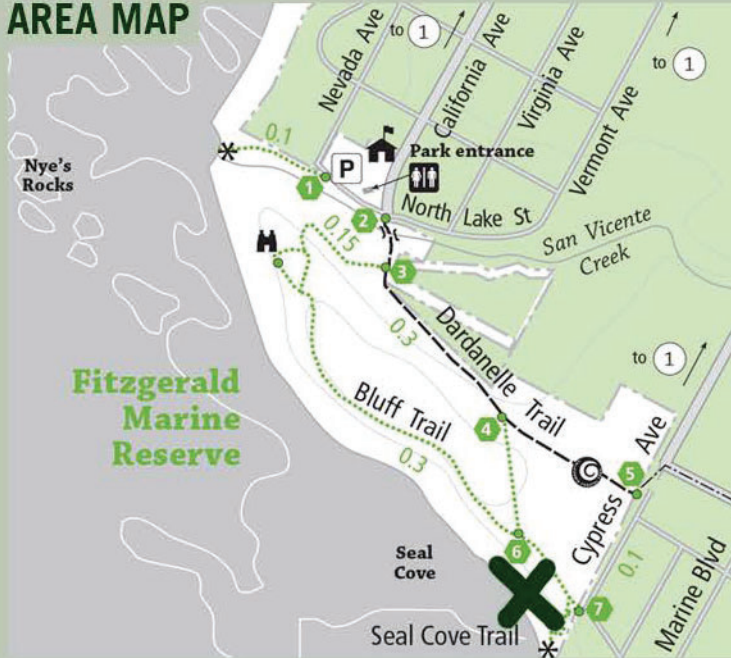 AREA MAP
Nevada Ave
to 1
California Ave
Virginia Ave
to 1
Vermont Ave
0.1
P
Park entrance
Nye's
Rocks
1
2
North Lake St
San Vicente
Creek
0.15
3
0.3
Dardanelle Trail
to 1
Fitzgerald
Marine
Reserve
Bluff Trail
4
0.3
5
Cypress Ave
6
Seal
Cove
0.1
7
Marine Blvd
Seal Cove Trail